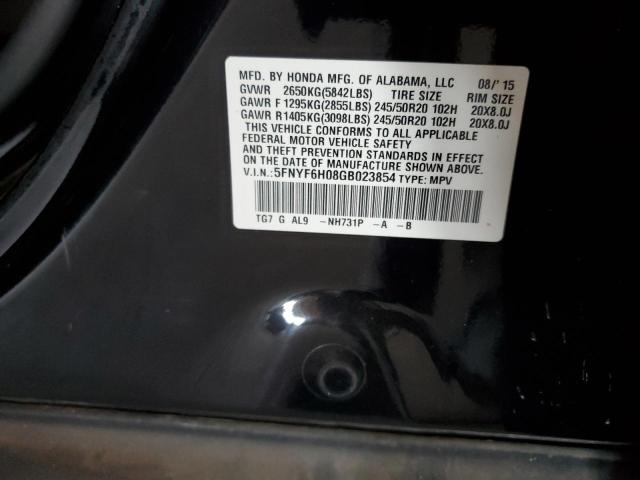 MFD. BY HONDA MFG. OF ALABAMA, LLC 08/'15
GVWR 2650KG(5842LBS) TIRE SIZE RIM SIZE
GAWR F1295KG(2855LBS) 245/50R20 102H 20X8.0J
GAWR R1405KG(3098LBS) 245/50R20 102H 20X8.0J
THIS VEHICLE CONFORMS TO ALL APPLICABLE
FEDERAL MOTOR VEHICLE SAFETY
AND THEFT PREVENTION STANDARDS IN EFFECT
ON THE DATE OF MANUFACTURE SHOWN ABOVE.
V.I.N.:5FNYF6H08GB023854 TYPE: MPV
TG7 G AL9 -NH731P -A -B